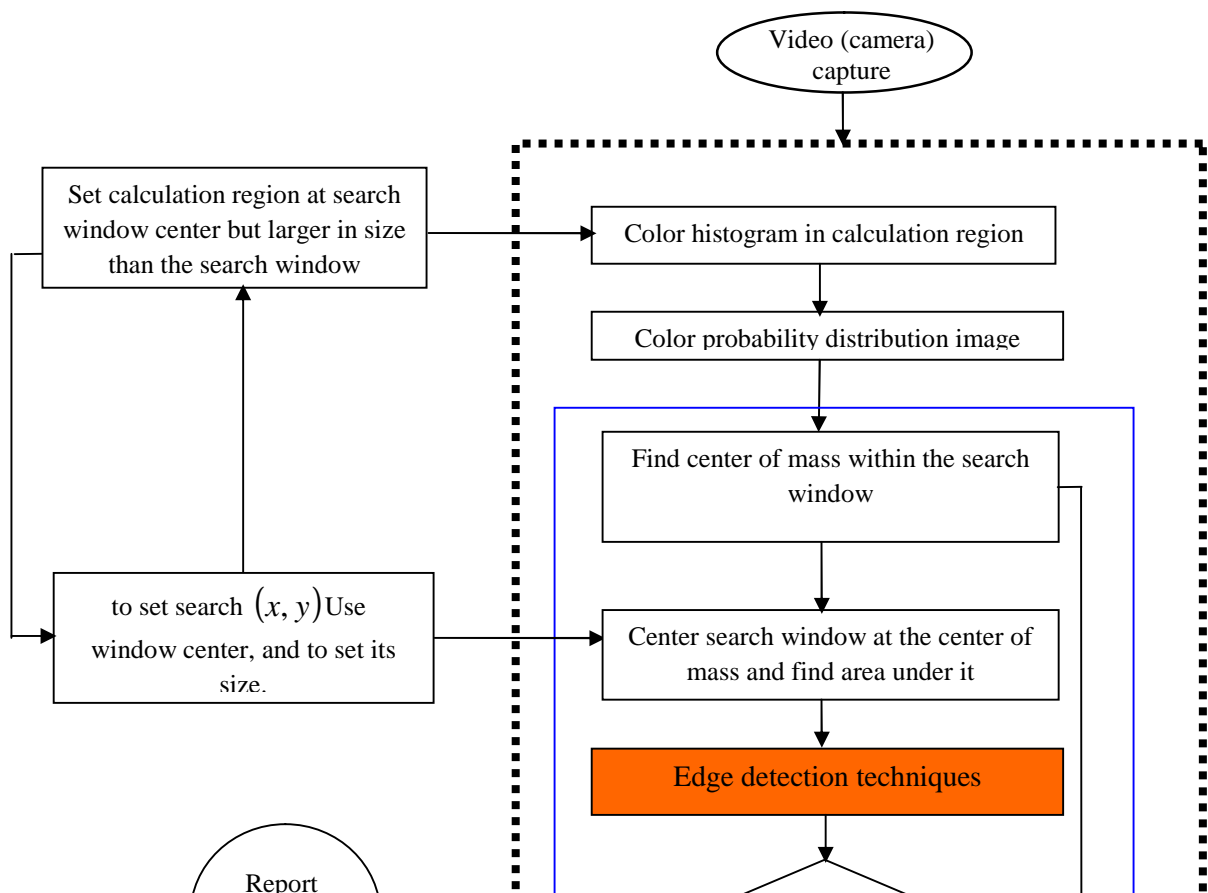 Video (camera)
capture
Set calculation region at search
window center but larger in size
than the search window
Color histogram in calculation region
Color probability distribution image
Find center of mass within the search
window
to set search (x, y)Use
window center, and to set its
size.
Center search window at the center of
mass and find area under it
Edge detection techniques
Report